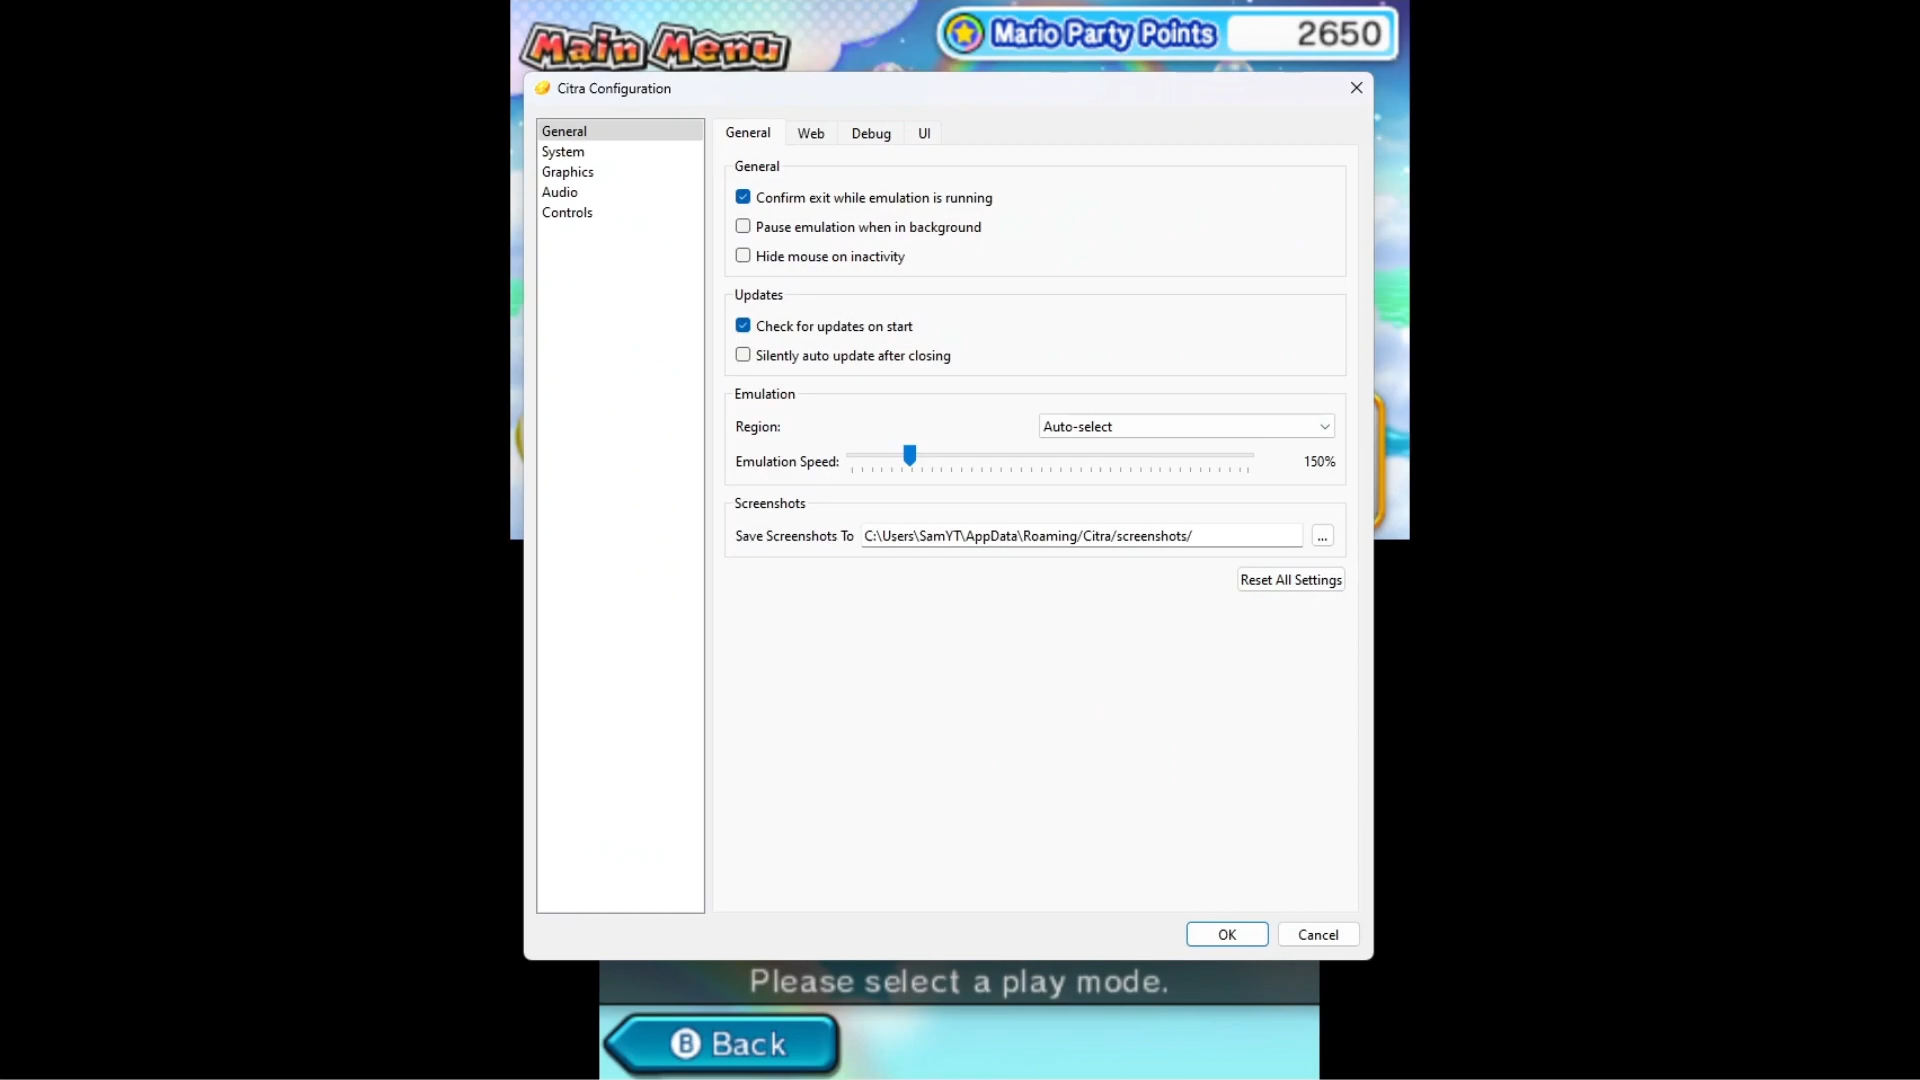 Main Menu
Mario Party Points 2650
Citra Configuration
General
System
Graphics
Audio
Controls
General Web Debug UI
General
Confirm exit while emulation is running
Pause emulation when in background
Hide mouse on inactivity
Updates
Check for updates on start
Silently auto update after closing
Emulation
Region: Auto-select
Emulation Speed: 150%
Screenshots
Save Screenshots To C:\Users\SamYT\AppData\Roaming/Citra/screenshots/ ...
Reset All Settings
OK Cancel
Please select a play mode.
B Back